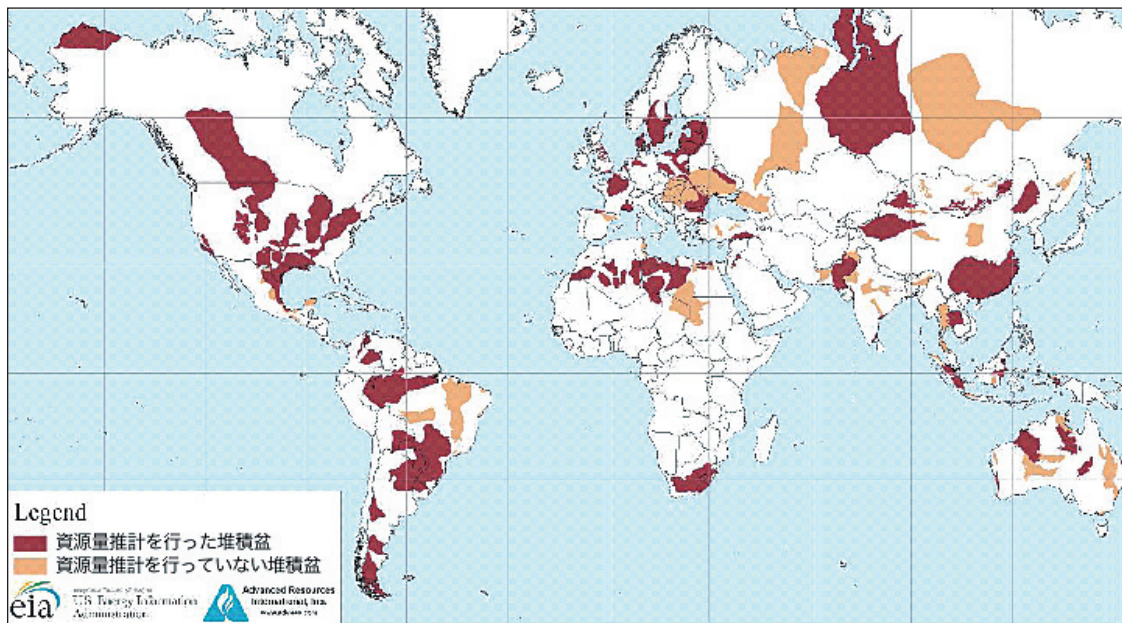 Legend
資源量推計を行った堆積盆
資源量推計を行っていない堆積盆
eia
U.S. Energy Information
Administration
Advanced Resources
International, Inc.